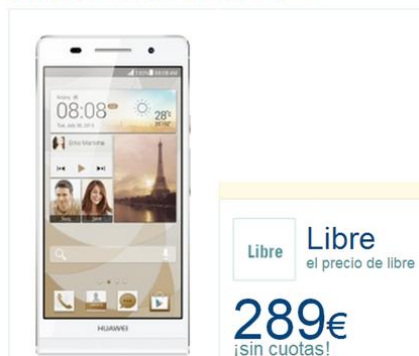 08:08
28°
HUAWEI
Libre
Libre
el precio de libre
289€
¡sin cuotas!